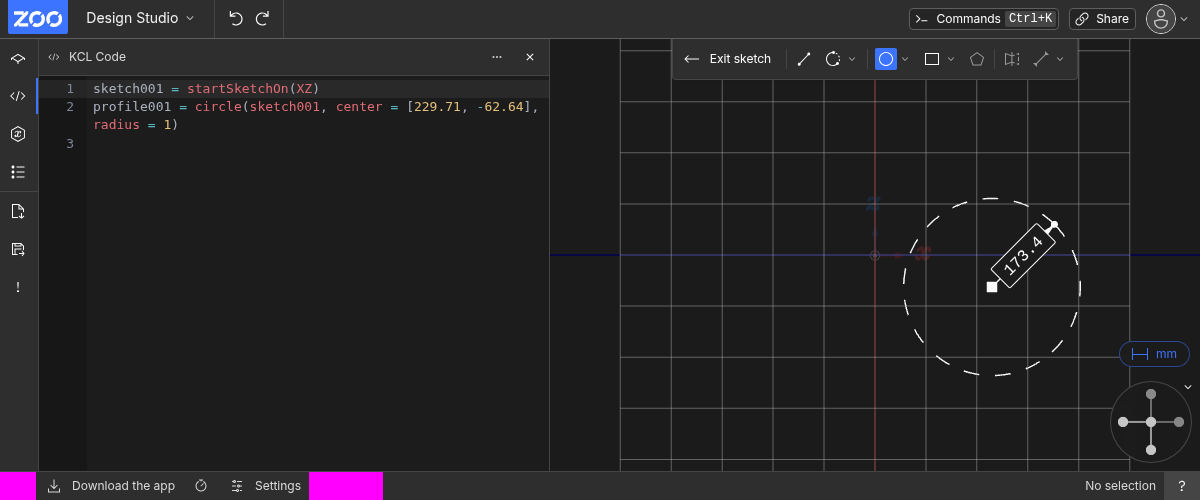 ZOO
Design Studio
Commands Ctrl+K
Share
KCL Code
Exit sketch
1 sketch001 = startSketchOn(XZ)
2 profile001 = circle(sketch001, center = [229.71, -62.64],
radius = 1)
3
Z
X
173.4
mm
Download the app
Settings
No selection
?